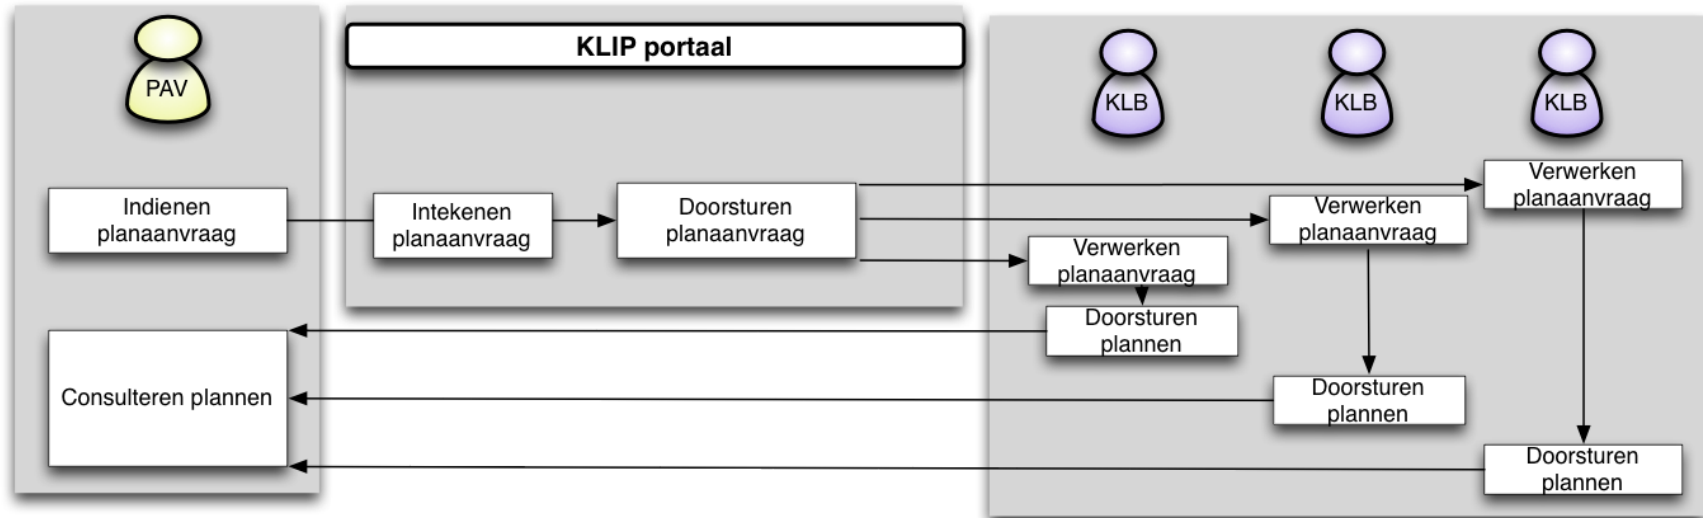 PAV
KLIP portaal
KLB
KLB
KLB
Indienen
planaanvraag
Intekenen
planaanvraag
Doorsturen
planaanvraag
Verwerken
planaanvraag
Verwerken
planaanvraag
Verwerken
planaanvraag
Doorsturen
plannen
Consulteren plannen
Doorsturen
plannen
Doorsturen
plannen